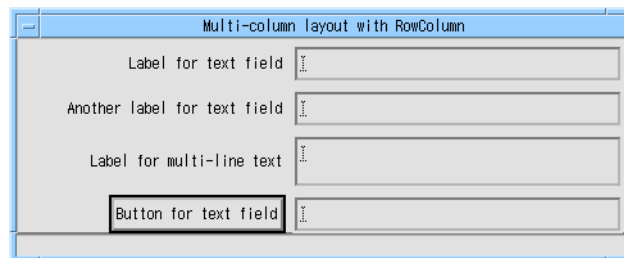 Multi-column layout with RowColumn
Label for text field
Another label for text field
Label for multi-line text
Button for text field